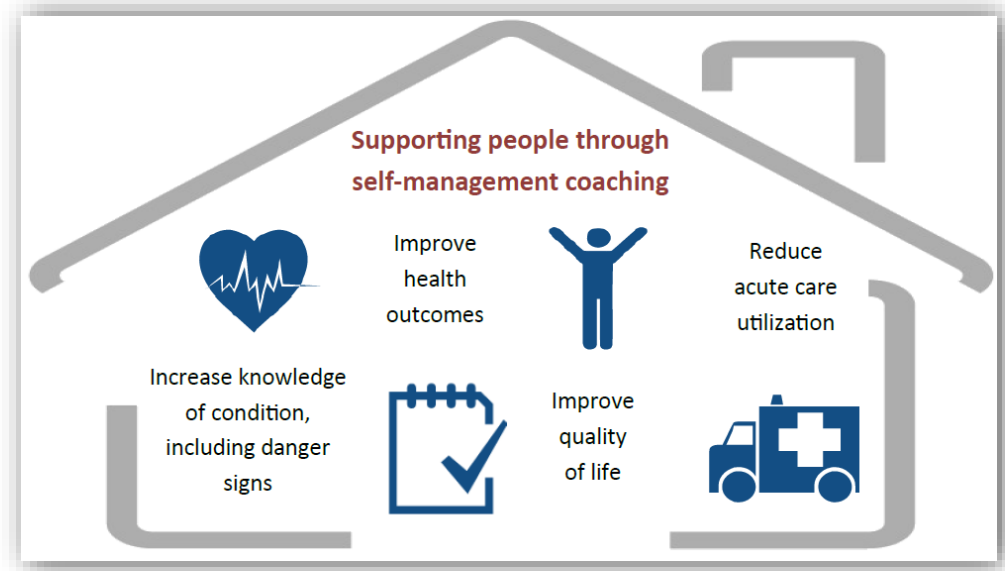 Supporting people through
self-management coaching
Improve
health
outcomes
Reduce
acute care
utilization
Increase knowledge
of condition,
including danger
signs
Improve
quality
of life